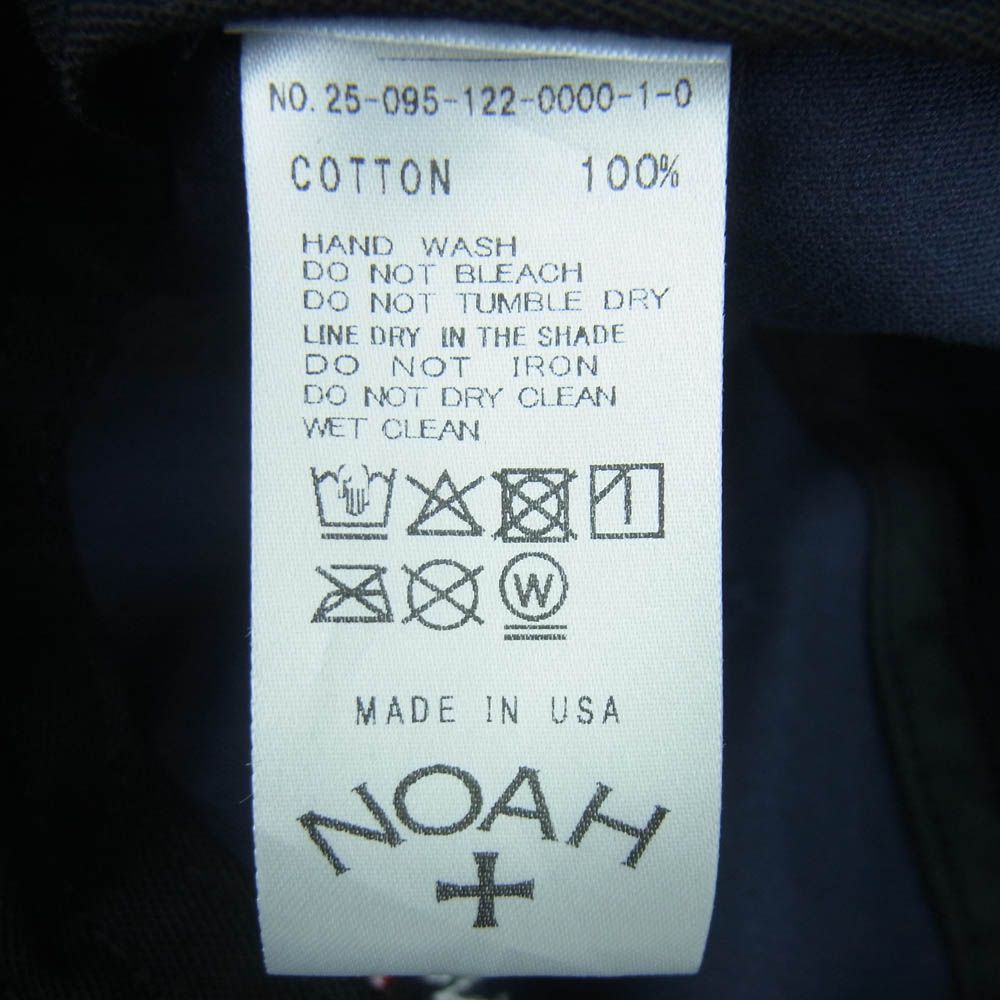 NO. 25-095-122-0000-1-0
COTTON 100%
HAND WASH
DO NOT BLEACH
DO NOT TUMBLE DRY
LINE DRY IN THE SHADE
DO NOT IRON
DO NOT DRY CLEAN
WET CLEAN
W
MADE IN USA
NOAH